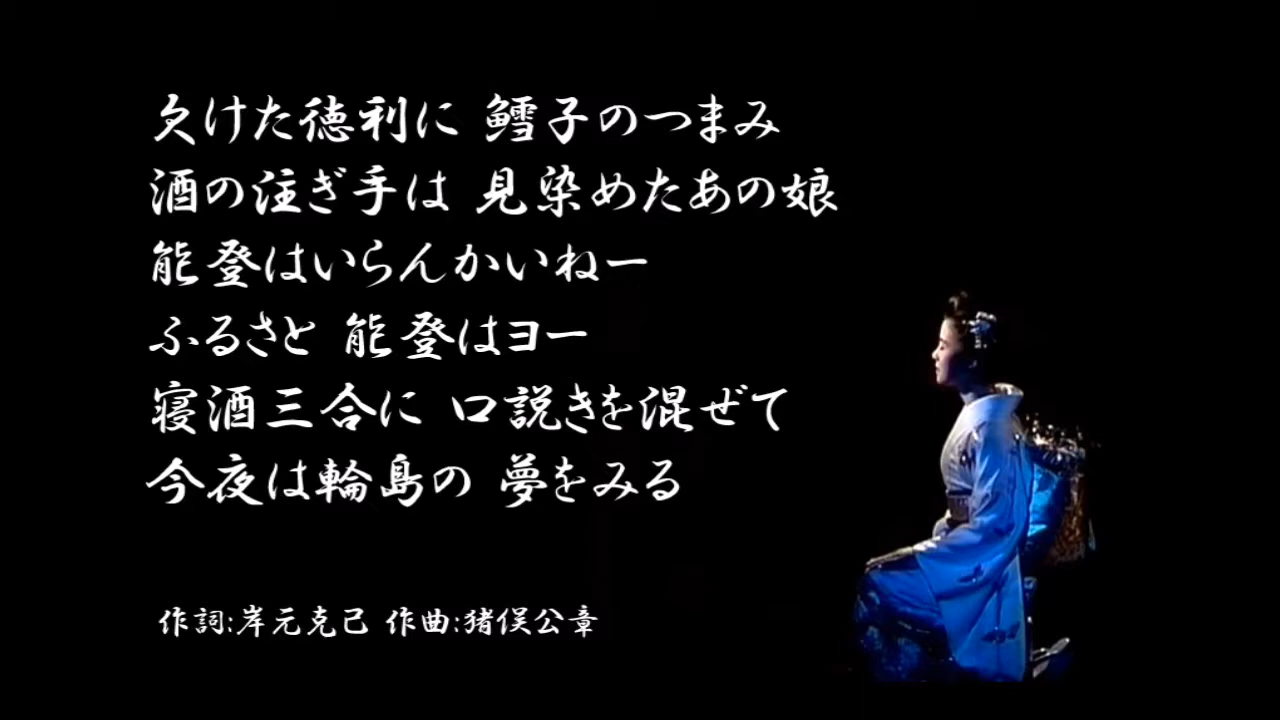 欠けた徳利に 鱈子のつまみ
酒の注ぎ手は 見染めたあの娘
能登はいらんかいねー
ふるさと 能登はヨー
寝酒三合に 口説きを混ぜて
今夜は輪島の 夢をみる
作詞:岸元克己 作曲:猪俣公章